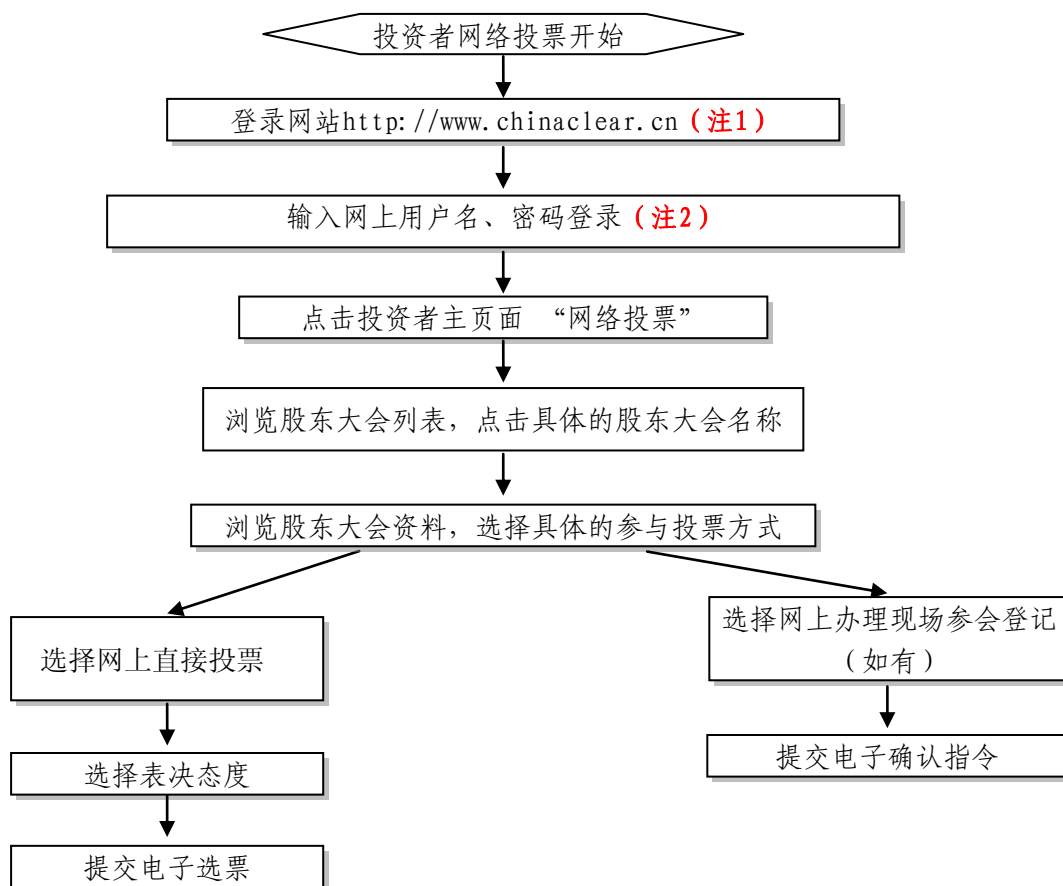 投资者网络投票开始
登录网站http://www.chinaclear.cn（注1）
输入网上用户名、密码登录（注2）
点击投资者主页面 “网络投票”
浏览股东大会列表，点击具体的股东大会名称
浏览股东大会资料，选择具体的参与投票方式
选择网上直接投票
选择表决态度
提交电子选票
选择网上办理现场参会登记
（如有）
提交电子确认指令